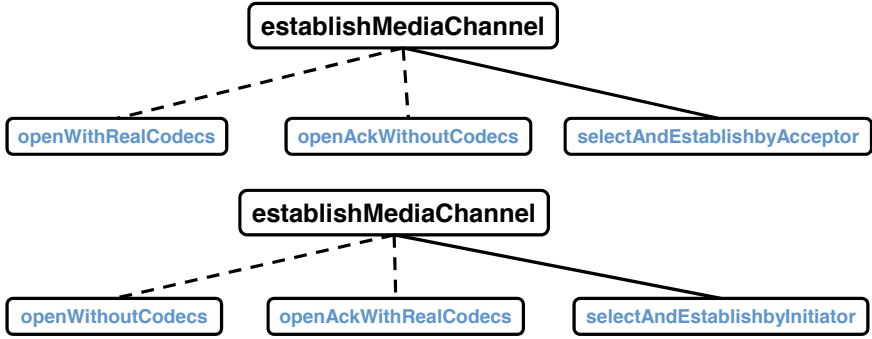 establishMediaChannel
openWithRealCodecs
openAckWithoutCodecs
selectAndEstablishbyAcceptor
establishMediaChannel
openWithoutCodecs
openAckWithRealCodecs
selectAndEstablishbyInitiator